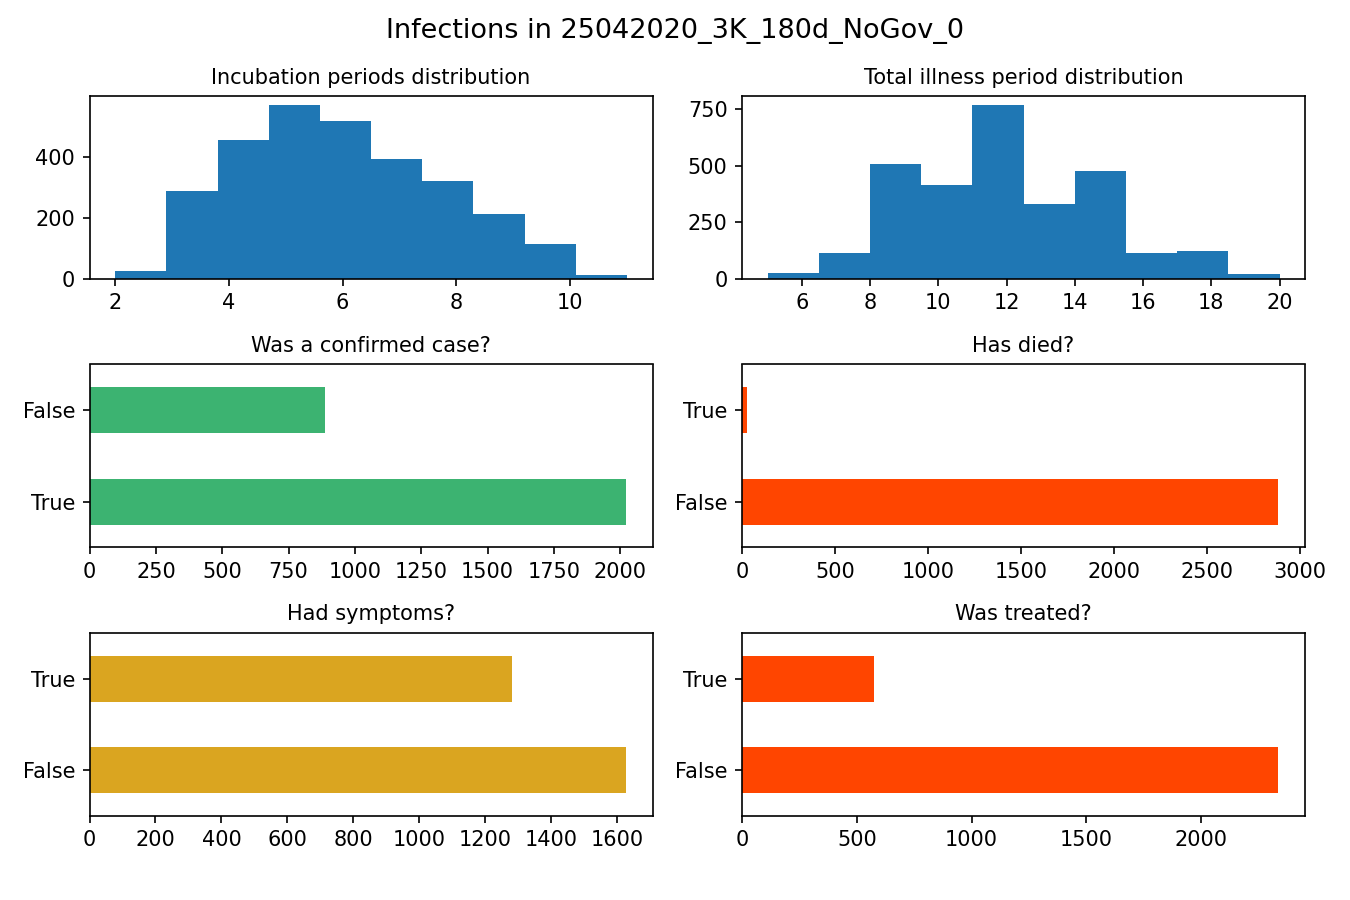 Infections in 25042020_3K_180d_NoGov_0
Incubation periods distribution
400
200
0
2 4 6 8 10
Total illness period distribution
750
500
250
0
6 8 10 12 14 16 18 20
Was a confirmed case?
False
True
0 250 500 750 1000 1250 1500 1750 2000
Has died?
True
False
0 500 1000 1500 2000 2500 3000
Had symptoms?
True
False
0 200 400 600 800 1000 1200 1400 1600
Was treated?
True
False
0 500 1000 1500 2000